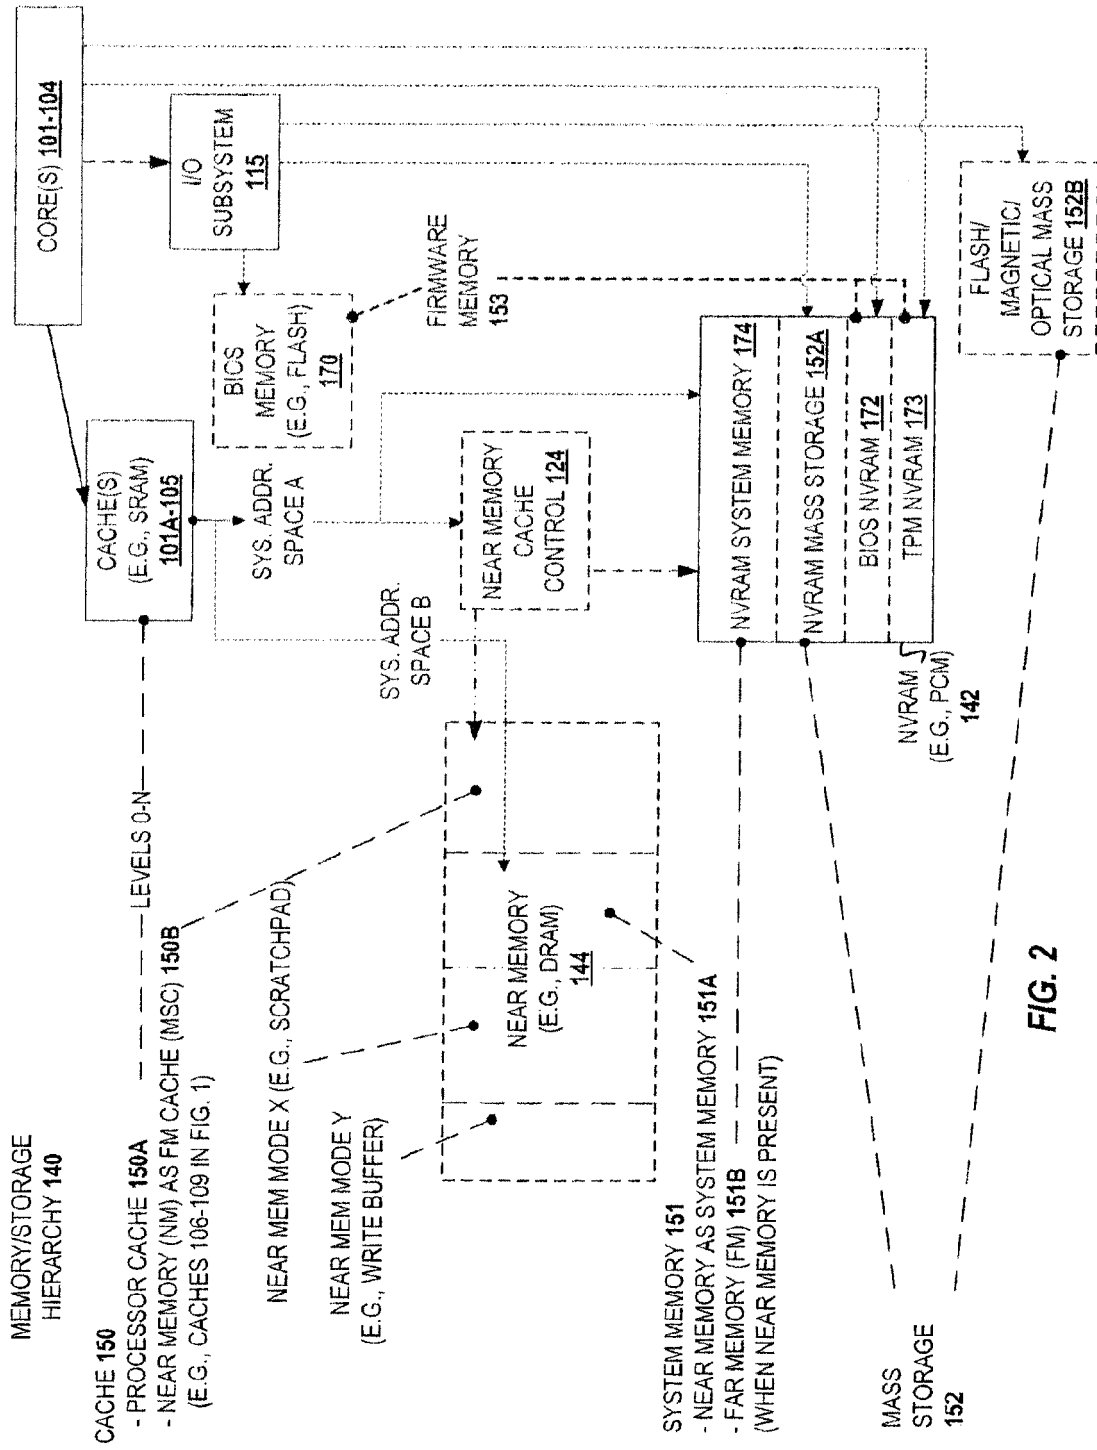 MEMORY/STORAGE
HIERARCHY 140
CACHE 150
- PROCESSOR CACHE 150A
LEVELS 0-N
- NEAR MEMORY (NM) AS FM CACHE (MSC) 150B
(E.G., CACHES 106-109 IN FIG. 1)
NEAR MEM MODE X (E.G., SCRATCHPAD)
NEAR MEM MODE Y
(E.G., WRITE BUFFER)
SYSTEM MEMORY 151
- NEAR MEMORY AS SYSTEM MEMORY 151A
- FAR MEMORY (FM) 151B
(WHEN NEAR MEMORY IS PRESENT)
MASS
STORAGE
152
CORE(S) 101-104
CACHE(S)
(E.G., SRAM)
101A-105
I/O
SUBSYSTEM
115
BIOS
MEMORY
(E.G., FLASH)
170
SYS. ADDR.
SPACE A
SYS. ADDR.
SPACE B
FIRMWARE
MEMORY
153
NEAR MEMORY
CACHE
CONTROL 124
NEAR MEMORY
(E.G., DRAM)
144
NVRAM SYSTEM MEMORY 174
NVRAM MASS STORAGE 152A
BIOS NVRAM 172
TPM NVRAM 173
NVRAM
(E.G., PCM)
142
FLASH/
MAGNETIC/
OPTICAL MASS
STORAGE 152B
FIG. 2